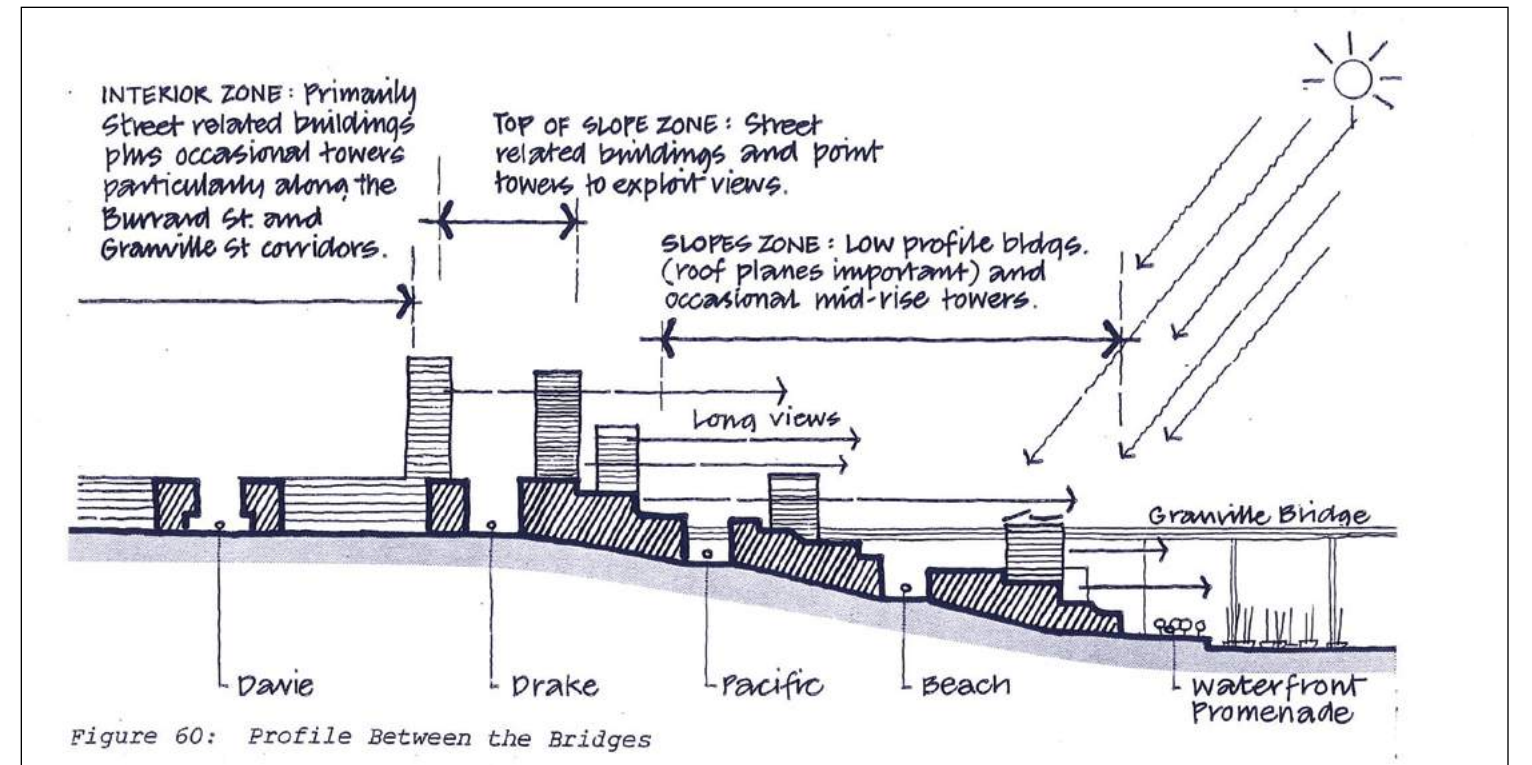 INTERIOR ZONE: Primarily
Street related buildings
plus occasional towers
particularly along the
Burrard St. and
Granville St corridors.
TOP OF SLOPE ZONE: Street
related buildings and point
towers to exploit views.
SLOPES ZONE: Low profile bldgs.
(roof planes important) and
occasional mid-rise towers.
Long views
Granville Bridge
Davie
Drake
Pacific
Beach
Waterfront
Promenade
Figure 60: Profile Between the Bridges